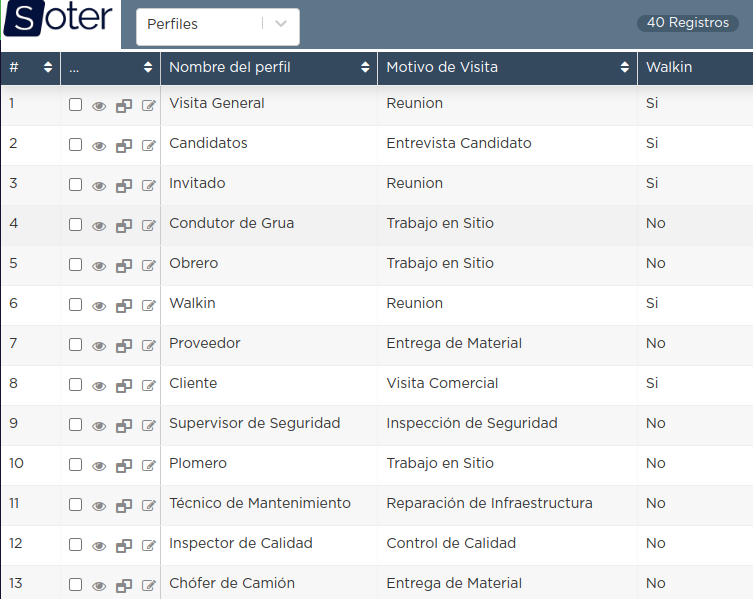 Soter
Perfiles
40 Registros
# ... Nombre del perfil Motivo de Visita Walkin
1 Visita General Reunion Si
2 Candidatos Entrevista Candidato Si
3 Invitado Reunion Si
4 Condutor de Grua Trabajo en Sitio No
5 Obrero Trabajo en Sitio No
6 Walkin Reunion Si
7 Proveedor Entrega de Material No
8 Cliente Visita Comercial Si
9 Supervisor de Seguridad Inspección de Seguridad No
10 Plomero Trabajo en Sitio No
11 Técnico de Mantenimiento Reparación de Infraestructura No
12 Inspector de Calidad Control de Calidad No
13 Chófer de Camión Entrega de Material No